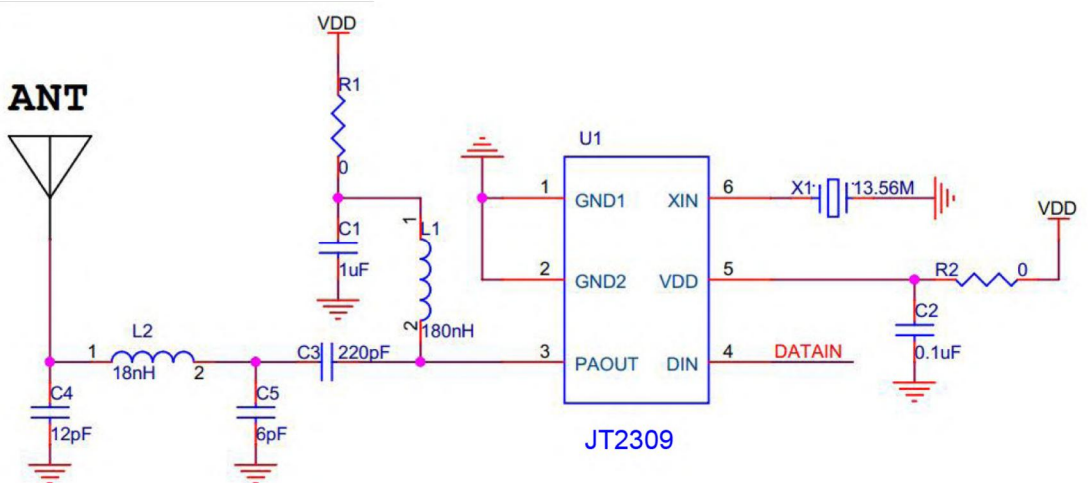 VDD
ANT
R1
0
C1
1uF
1
L1
2
180nH
U1
JT2309
1
GND1
2
GND2
3
PAOUT
XIN
6
VDD
5
DIN
4
X1
13.56M
VDD
R2
0
C2
0.1uF
DATAIN
C3
220pF
L2
1
18nH
2
C4
12pF
C5
6pF